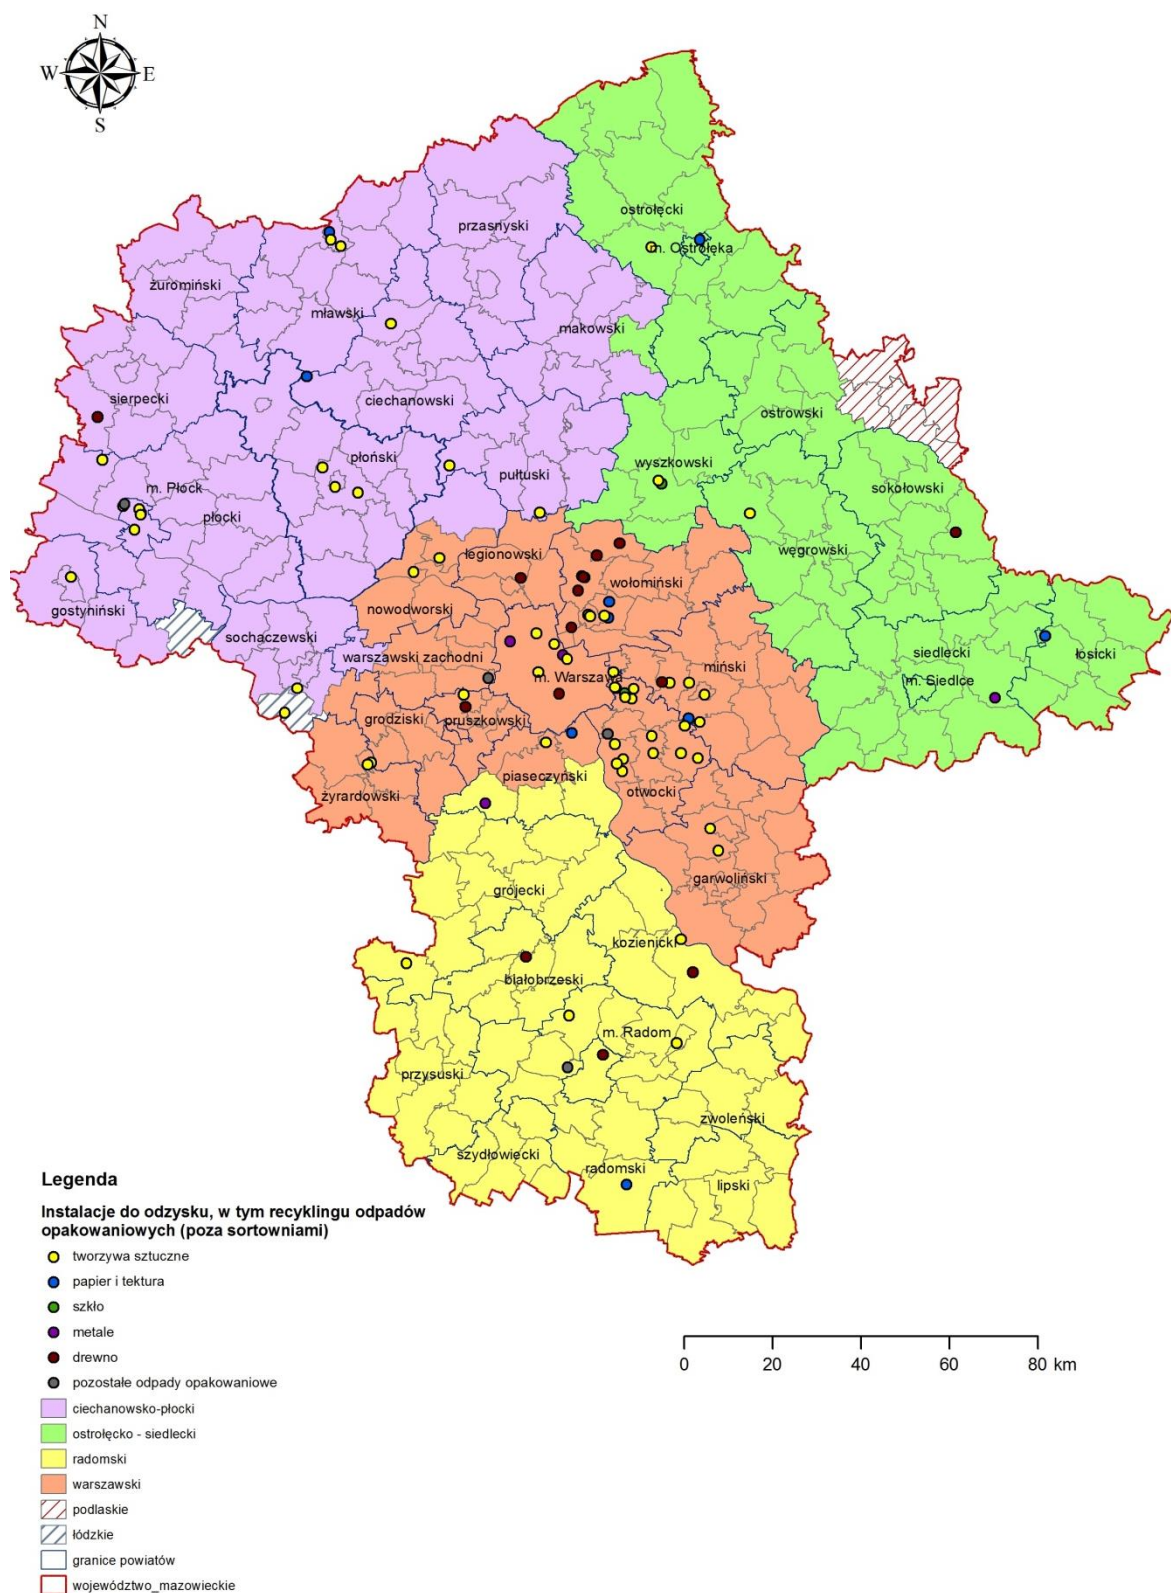 N
W E
S
ostrołęcki
m. Ostrołęka
przasnyski
żuromiński
mławski
makowski
sierpecki
ciechanowski
ostrowski
płoński
pułtuski
wyszkowski
sokołowski
m. Płock
płocki
węgrowski
legionowski
wołomiński
gostyniński
nowodworski
sochaczewski
warszawski zachodni
m. Warszawa
miński
siedlecki
łosicki
m. Siedlce
grodziski
pruszkowski
piaseczyński
otwocki
żyrardowski
garwoliński
grójecki
kozienicki
białobrzeski
m. Radom
przysuski
zwoleński
szydłowiecki
radomski
lipski
Legenda
Instalacje do odzysku, w tym recyklingu odpadów
opakowaniowych (poza sortowniami)
tworzywa sztuczne
papier i tektura
szkło
metale
drewno
pozostałe odpady opakowaniowe
ciechanowsko-płocki
ostrołęcko - siedlecki
radomski
warszawski
podlaskie
łódzkie
granice powiatów
województwo_mazowieckie
0 20 40 60 80 km